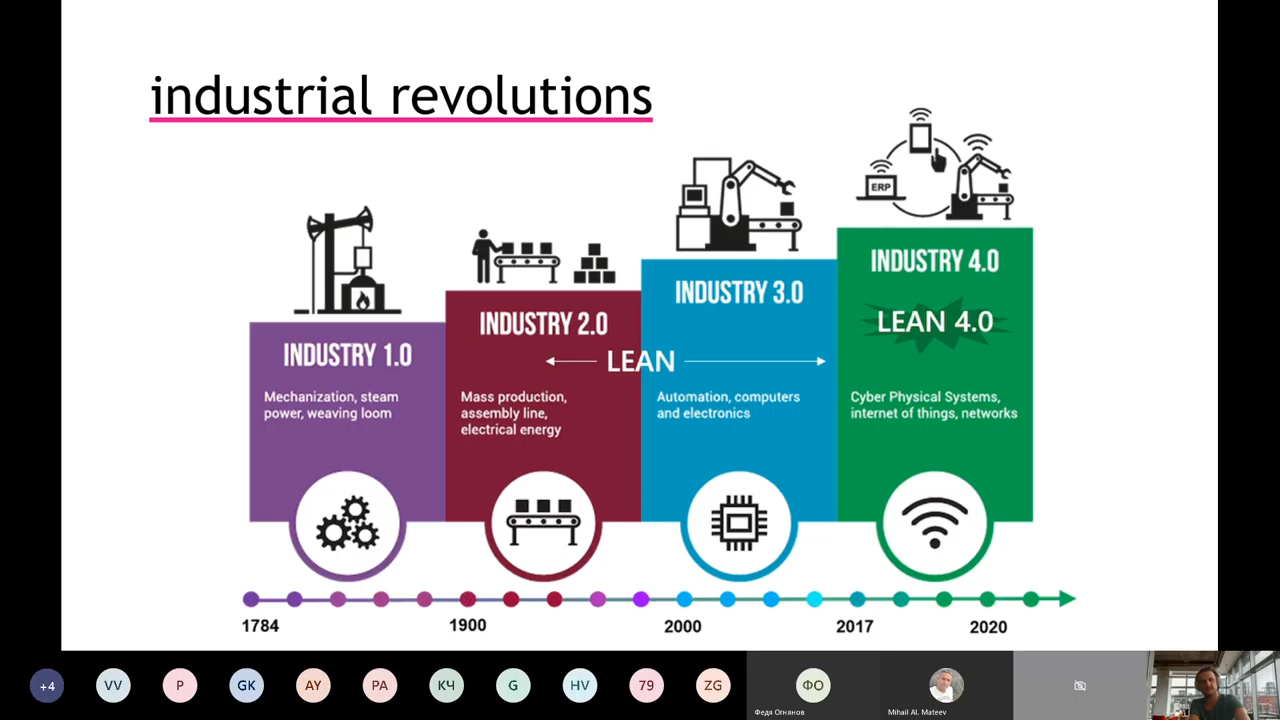 industrial revolutions
ERP
INDUSTRY 1.0
Mechanization, steam
power, weaving loom
INDUSTRY 2.0
LEAN
Mass production,
assembly line,
electrical energy
INDUSTRY 3.0
Automation, computers
and electronics
INDUSTRY 4.0
LEAN 4.0
Cyber Physical Systems,
internet of things, networks
1784
1900
2000
2017
2020
+4
VV
P
GK
AY
PA
КЧ
G
HV
79
ZG
ФО
Федя Огнянов
Mihail Al. Mateev